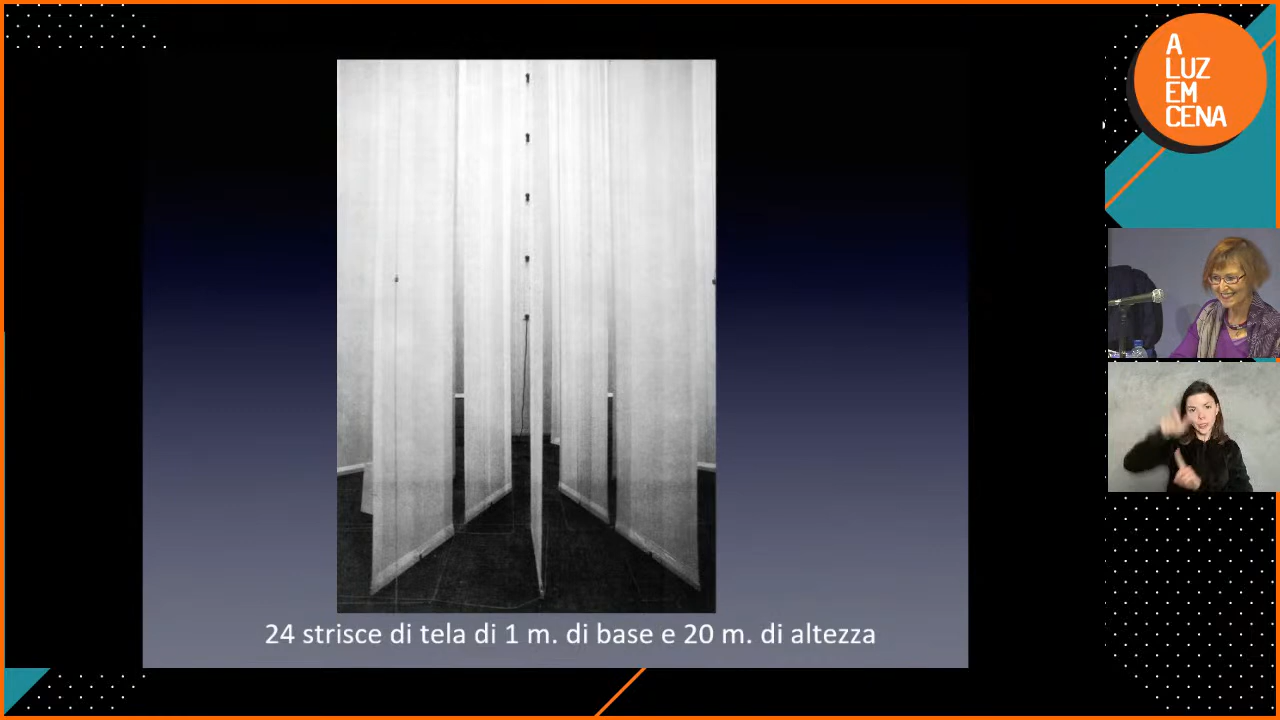 A
LUZ
EM
CENA
24 strisce di tela di 1 m. di base e 20 m. di altezza